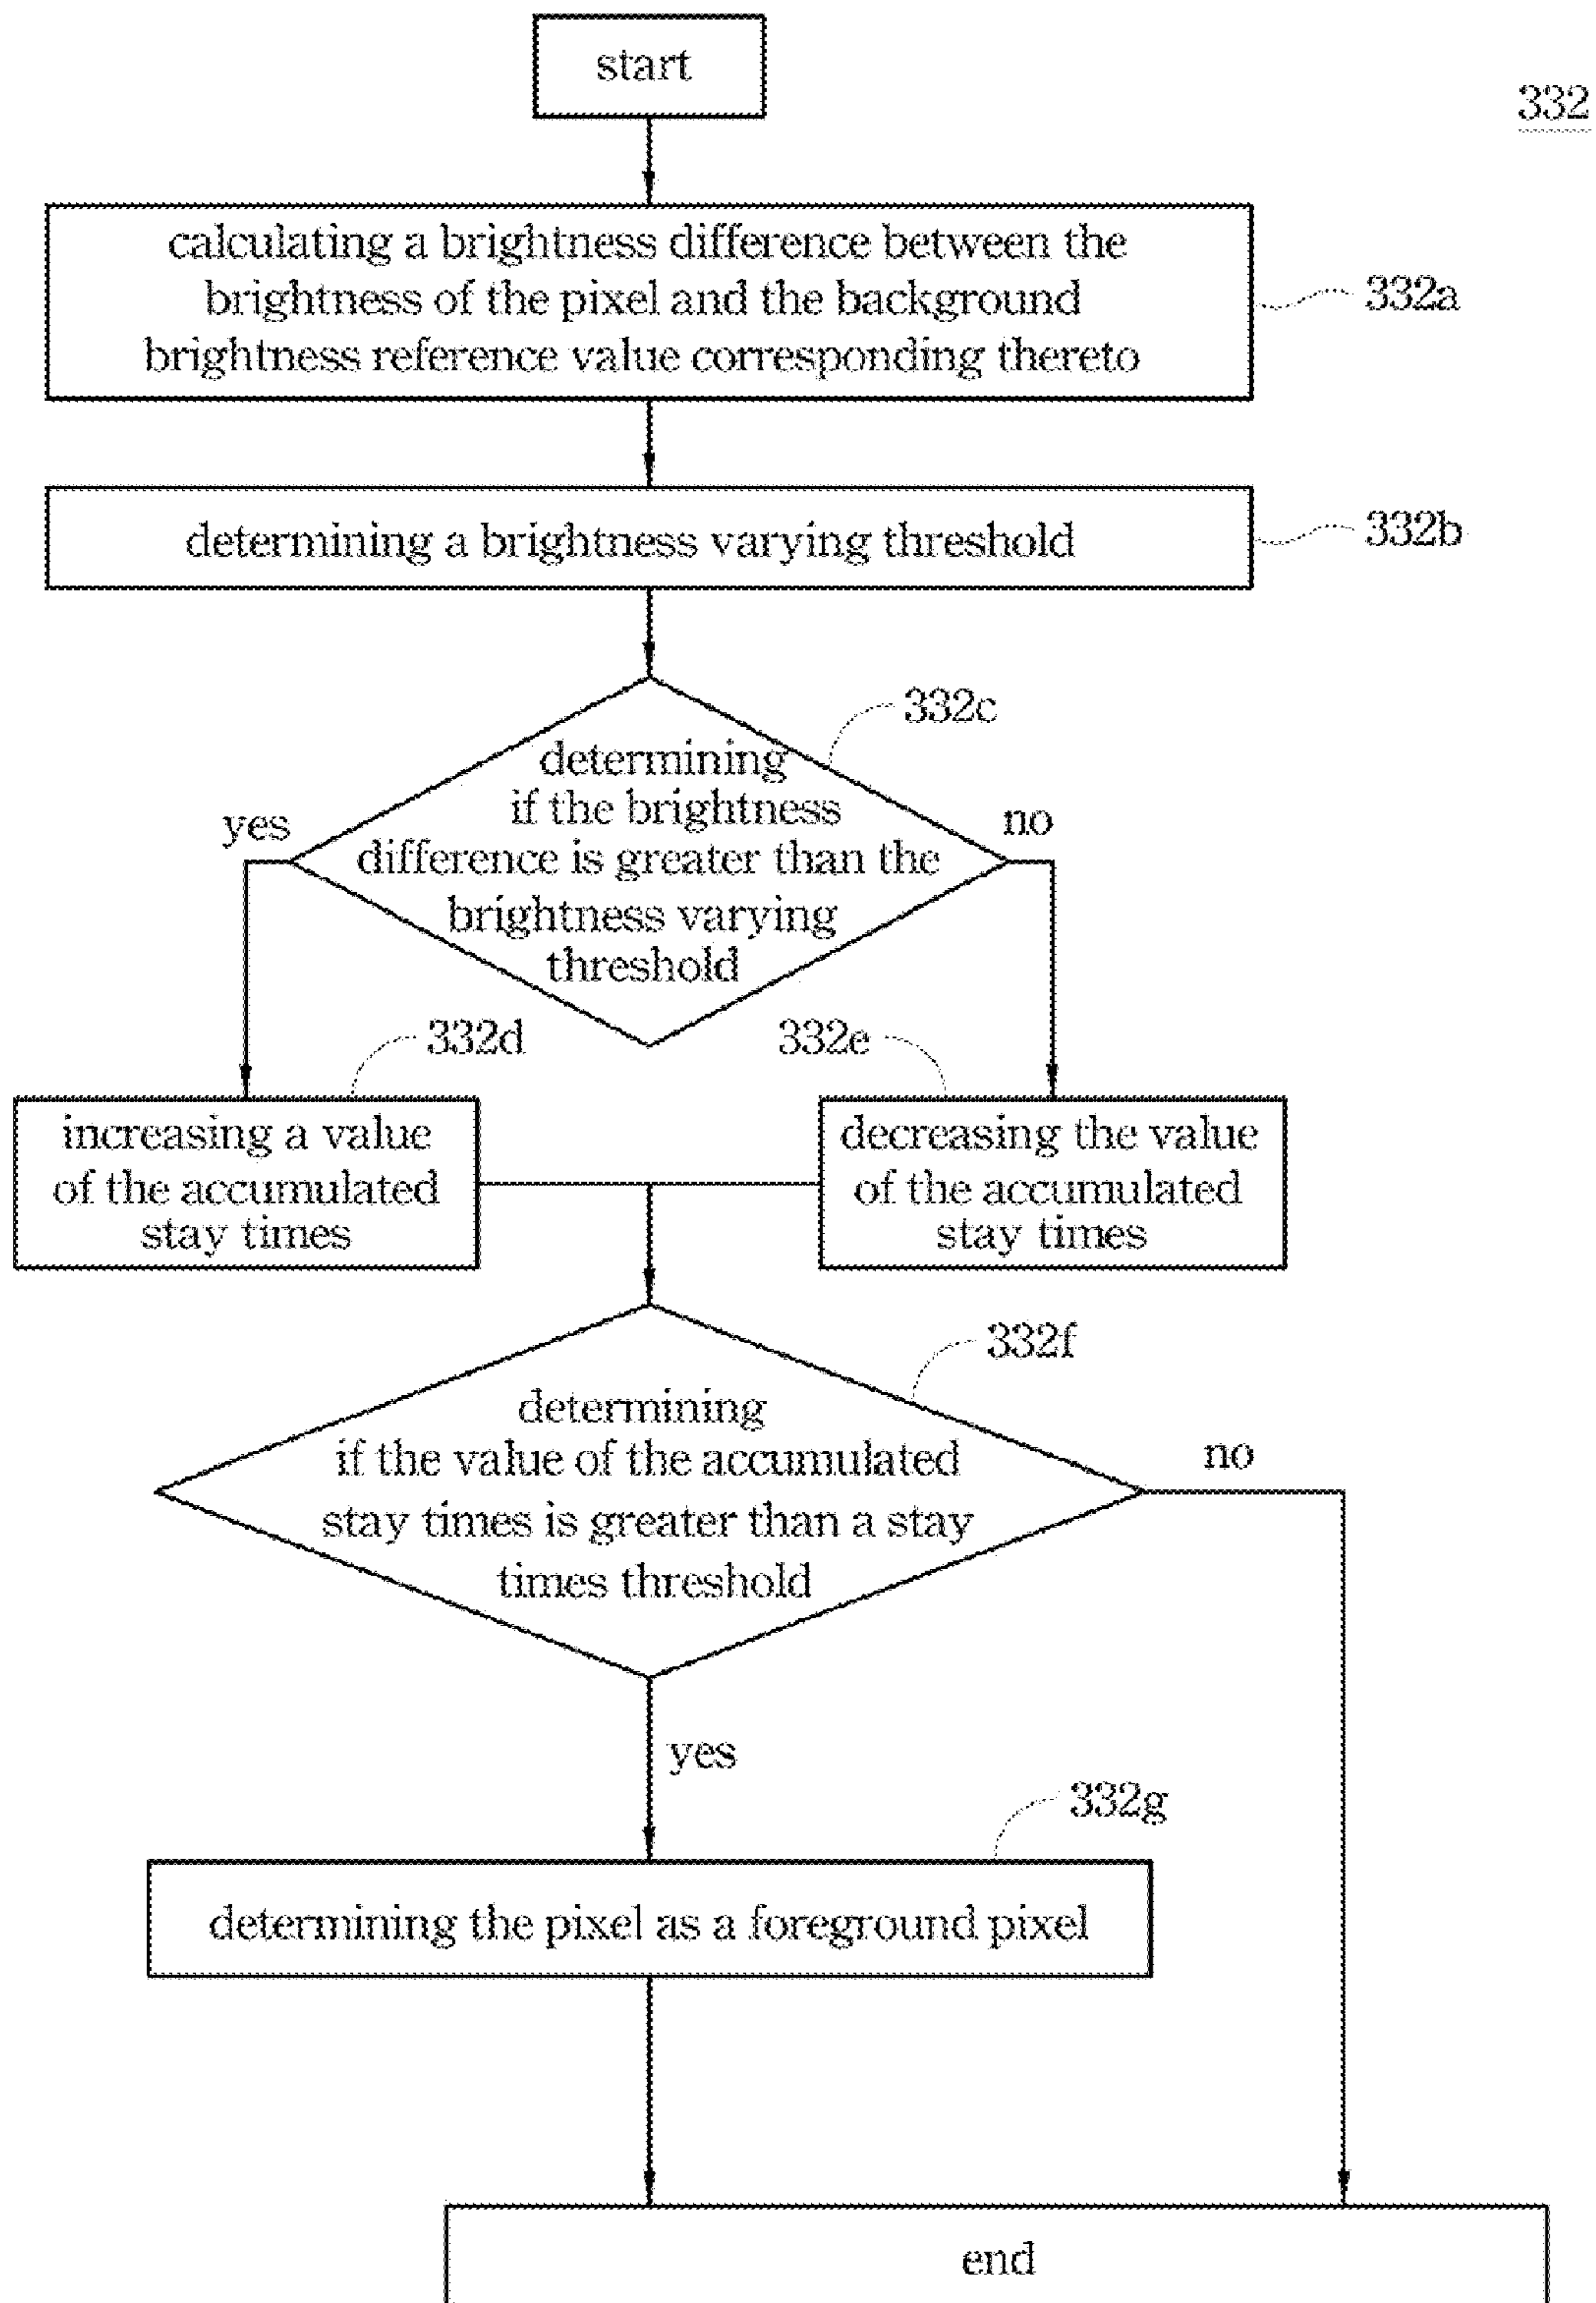 start
332
calculating a brightness difference between the
brightness of the pixel and the background
brightness reference value corresponding thereto
332a
determining a brightness varying threshold
332b
332c
determining
if the brightness
difference is greater than the
brightness varying
threshold
yes
no
332d
332e
increasing a value
of the accumulated
stay times
decreasing the value
of the accumulated
stay times
332f
determining
if the value of the accumulated
stay times is greater than a stay
times threshold
no
yes
332g
determining the pixel as a foreground pixel
end